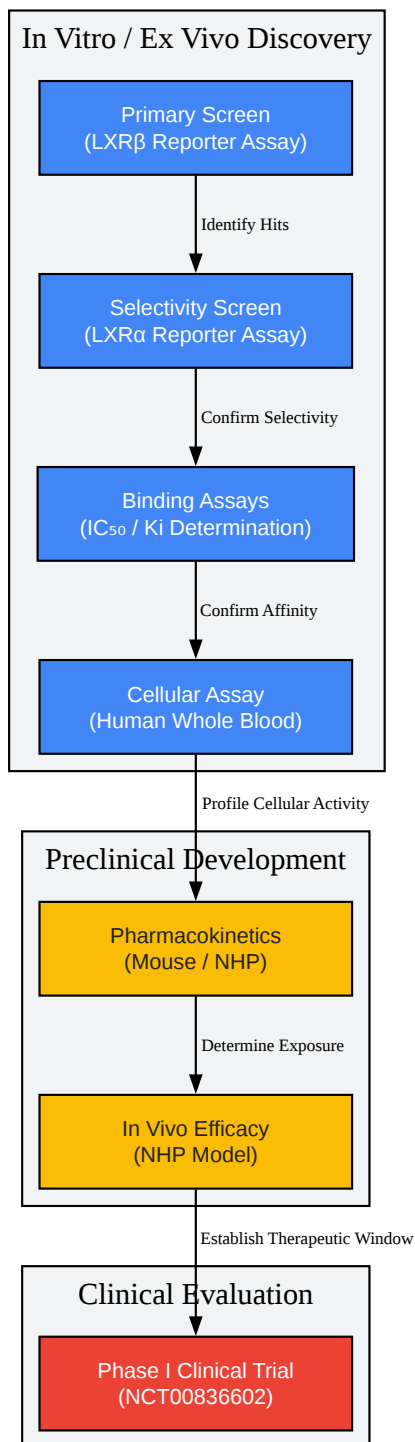 In Vitro / Ex Vivo Discovery
Primary Screen
(LXRβ Reporter Assay)
Identify Hits
Selectivity Screen
(LXRα Reporter Assay)
Confirm Selectivity
Binding Assays
(IC₅₀ / Ki Determination)
Confirm Affinity
Cellular Assay
(Human Whole Blood)
Profile Cellular Activity
Preclinical Development
Pharmacokinetics
(Mouse / NHP)
Determine Exposure
In Vivo Efficacy
(NHP Model)
Establish Therapeutic Window
Clinical Evaluation
Phase I Clinical Trial
(NCT00836602)